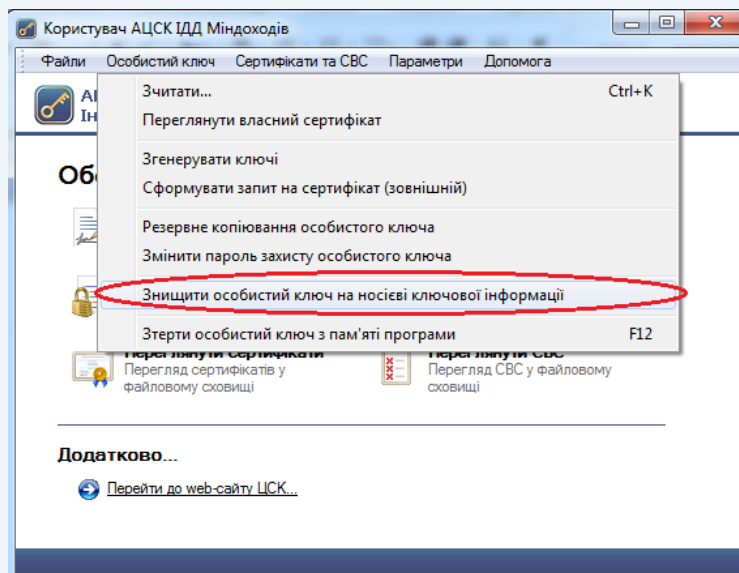 Користувач АЦСК ІДД Міндоходів
Файли Особистий ключ Сертифікати та СВС Параметри Допомога
Зчитати... Ctrl+K
Переглянути власний сертифікат
Згенерувати ключі
Сформувати запит на сертифікат (зовнішній)
Резервне копіювання особистого ключа
Змінити пароль захисту особистого ключа
Знищити особистий ключ на носієві ключової інформації
Зтерти особистий ключ з пам'яті програми F12
Переглянути сертифікати
Перегляд сертифікатів у
файловому сховищі
Переглянути СВС
Перегляд СВС у файловому
сховищі
Додатково...
Перейти до web-сайту ЦСК...